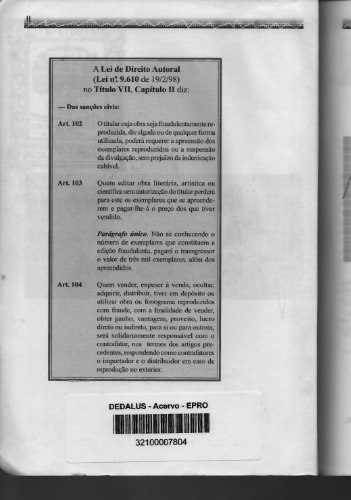 A Lei de Direito Autoral
(Lei nº. 9.610 de 19/2/98)
no Título VII, Capítulo II diz:
— Das sanções civis:
Art. 102 O titular cuja obra seja fraudulentamente re-
produzida, divulgada ou de qualquer forma
utilizada, poderá requerer a apreensão dos
exemplares reproduzidos ou a suspensão
da divulgação, sem prejuízo da indenização
cabível.
Art. 103 Quem editar obra literária, artística ou
científica sem autorização do titular perderá
para este os exemplares que se apreende-
rem e pagar-lhe-á o preço dos que tiver
vendido.
Parágrafo único. Não se conhecendo o
número de exemplares que constituem a
edição fraudulenta, pagará o transgressor
o valor de três mil exemplares, além dos
apreendidos.
Art. 104 Quem vender, expuser a venda, ocultar,
adquirir, distribuir, tiver em depósito ou
utilizar obra ou fonograma reproduzidos
com fraude, com a finalidade de vender,
obter ganho, vantagem, proveito, lucro
direto ou indireto, para si ou para outrem,
será solidariamente responsável com o
contrafator, nos termos dos artigos pre-
cedentes, respondendo como contrafatores
o importador e o distribuidor em caso de
reprodução no exterior.
DEDALUS - Acervo - EPRO
32100007804